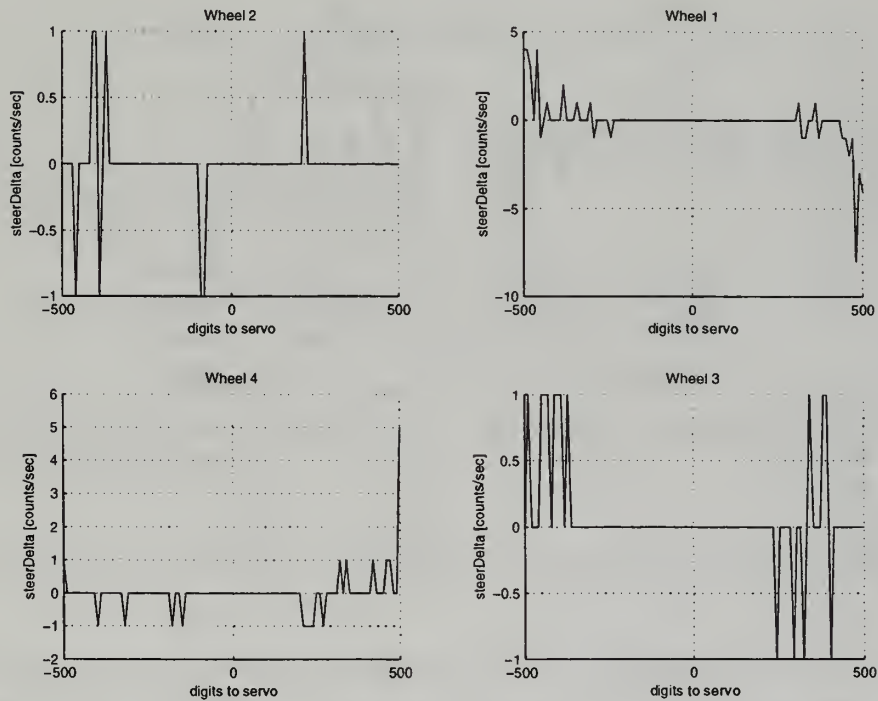 Wheel 2
steerDelta [counts/sec]
1
0.5
0
−0.5
−1
−500
0
500
digits to servo
Wheel 1
steerDelta [counts/sec]
5
0
−5
−10
−500
0
500
digits to servo
Wheel 4
steerDelta [counts/sec]
6
5
4
3
2
1
0
−1
−2
−500
0
500
digits to servo
Wheel 3
steerDelta [counts/sec]
1
0.5
0
−0.5
−1
−500
0
500
digits to servo